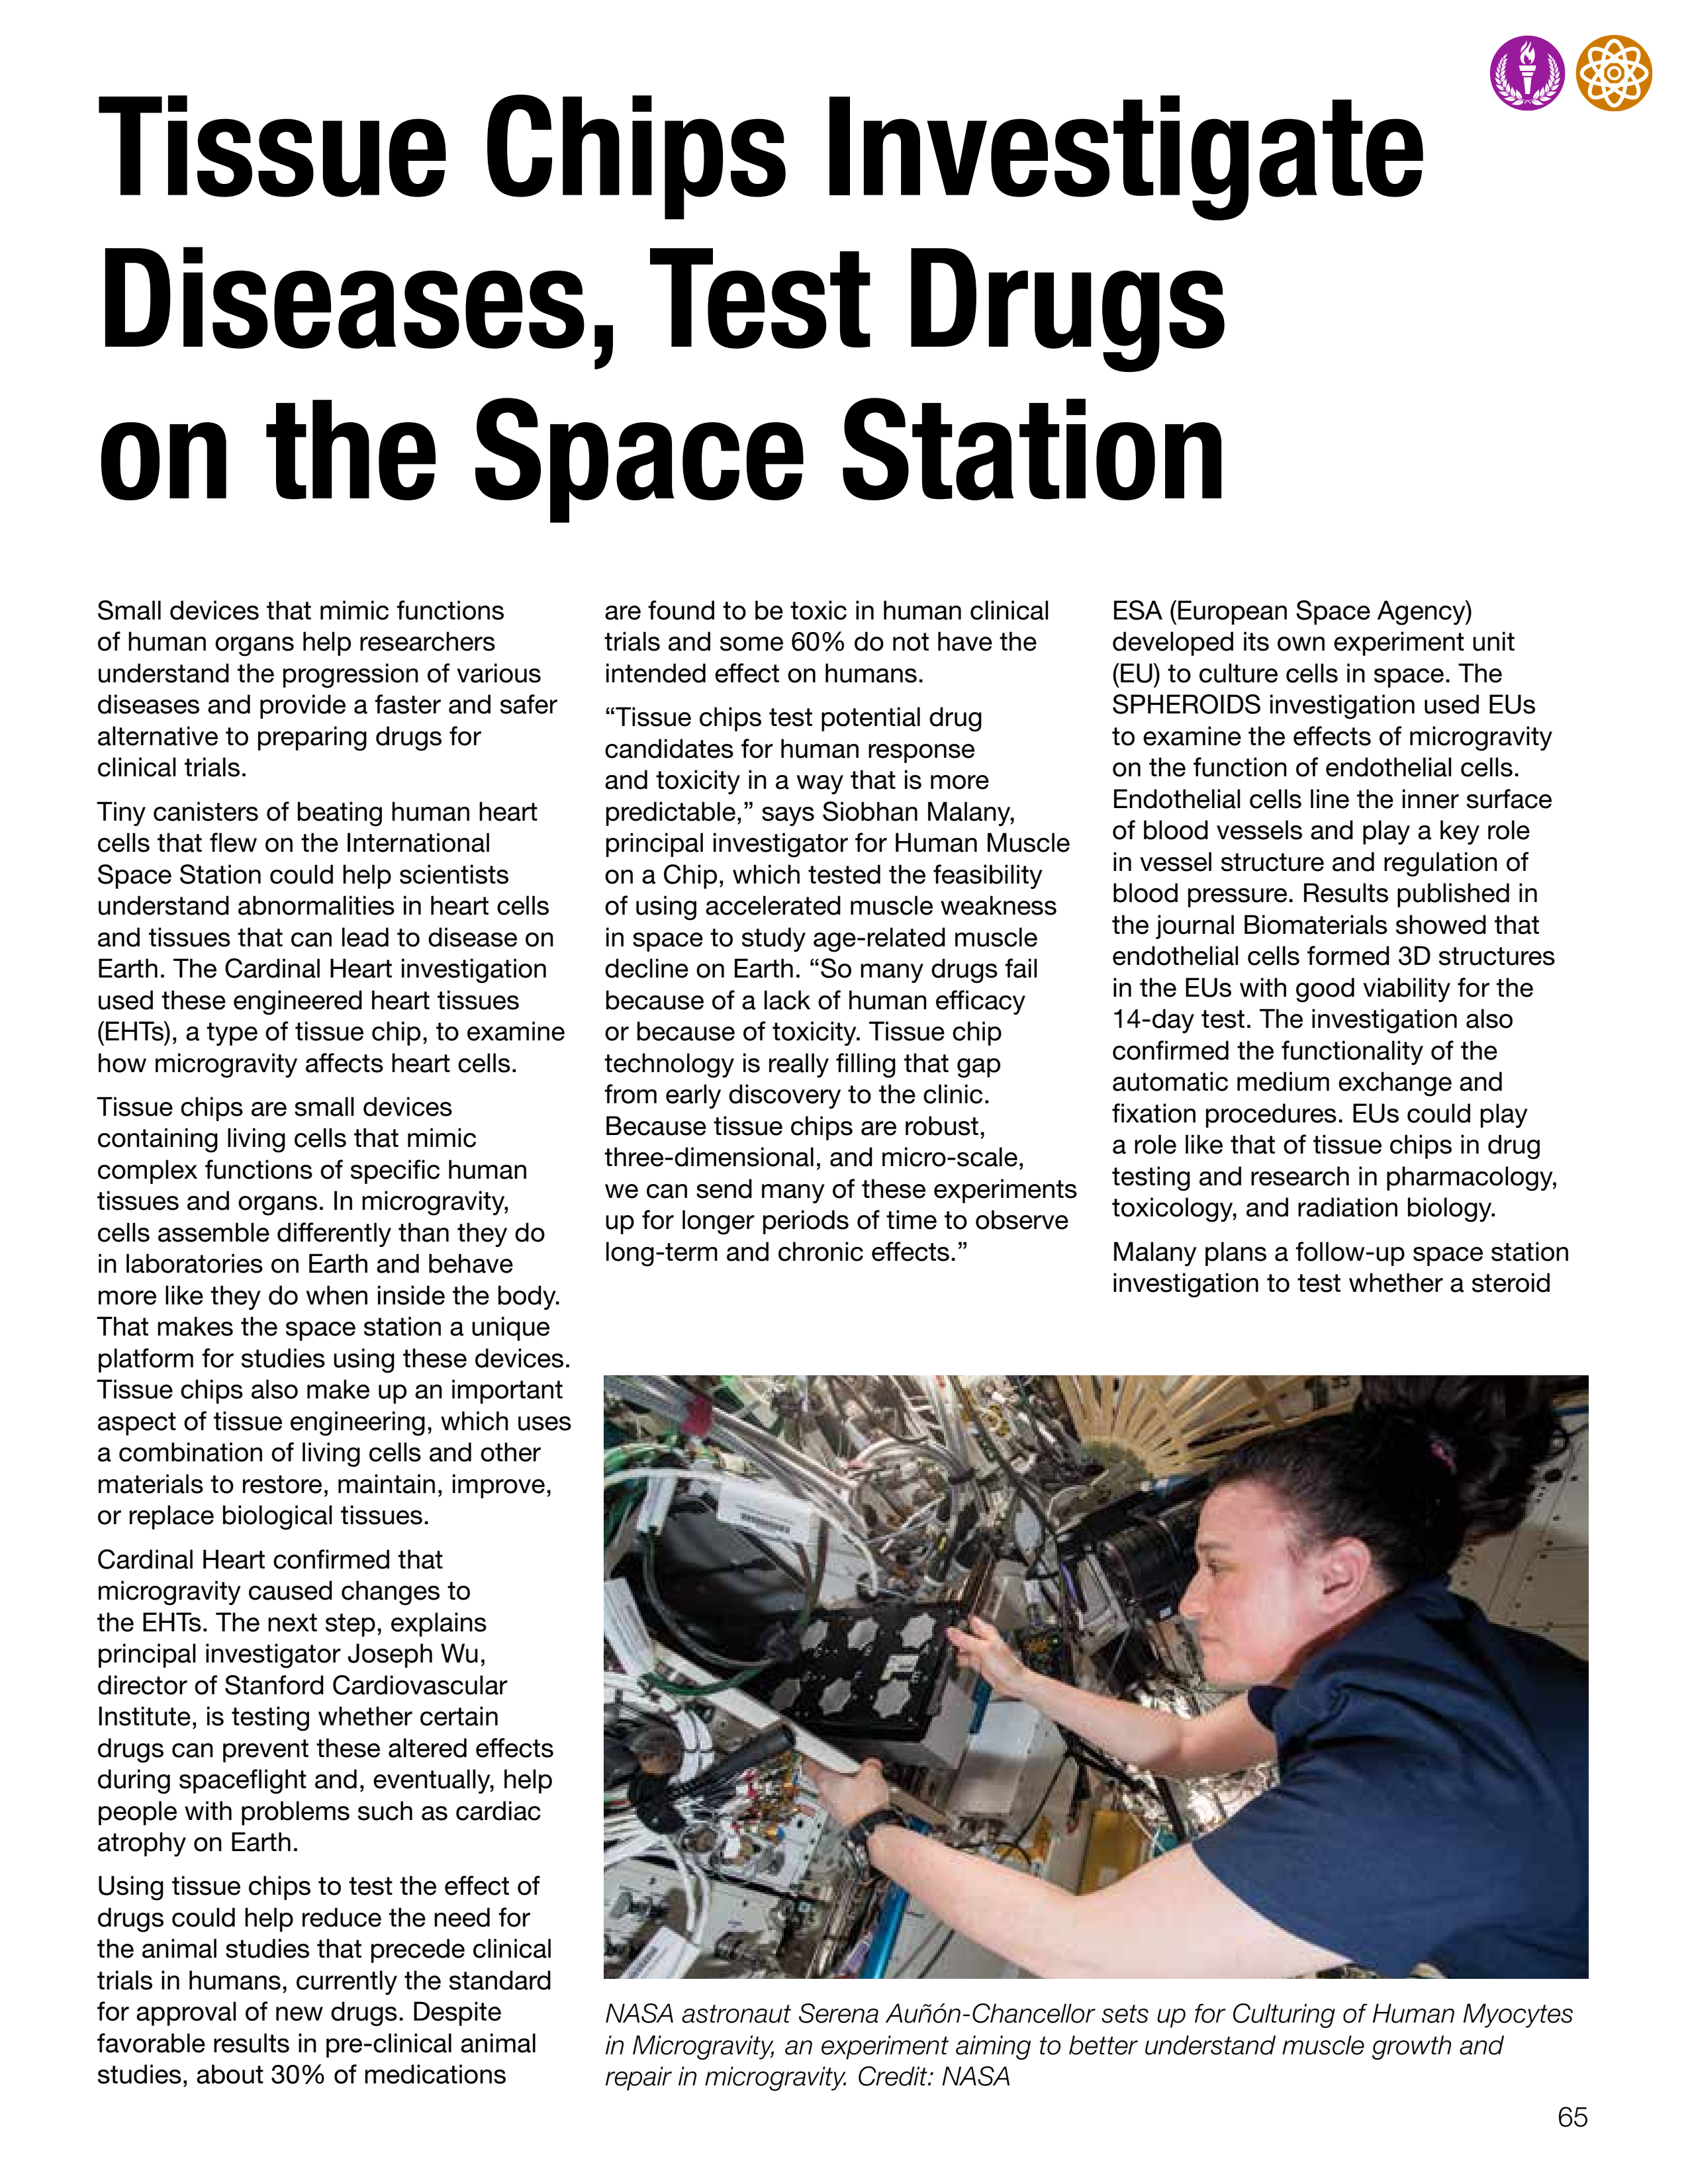 Tissue Chips Investigate
Diseases, Test Drugs
on the Space Station
Small devices that mimic functions
of human organs help researchers
understand the progression of various
diseases and provide a faster and safer
alternative to preparing drugs for
clinical trials.
Tiny canisters of beating human heart
cells that flew on the International
Space Station could help scientists
understand abnormalities in heart cells
and tissues that can lead to disease on
Earth. The Cardinal Heart investigation
used these engineered heart tissues
(EHTs), a type of tissue chip, to examine
how microgravity affects heart cells.
Tissue chips are small devices
containing living cells that mimic
complex functions of specific human
tissues and organs. In microgravity,
cells assemble differently than they do
in laboratories on Earth and behave
more like they do when inside the body.
That makes the space station a unique
platform for studies using these devices.
Tissue chips also make up an important
aspect of tissue engineering, which uses
a combination of living cells and other
materials to restore, maintain, improve,
or replace biological tissues.
Cardinal Heart confirmed that
microgravity caused changes to
the EHTs. The next step, explains
principal investigator Joseph Wu,
director of Stanford Cardiovascular
Institute, is testing whether certain
drugs can prevent these altered effects
during spaceflight and, eventually, help
people with problems such as cardiac
atrophy on Earth.
Using tissue chips to test the effect of
drugs could help reduce the need for
the animal studies that precede clinical
trials in humans, currently the standard
for approval of new drugs. Despite
favorable results in pre-clinical animal
studies, about 30% of medications
are found to be toxic in human clinical
trials and some 60% do not have the
intended effect on humans.
“Tissue chips test potential drug
candidates for human response
and toxicity in a way that is more
predictable,” says Siobhan Malany,
principal investigator for Human Muscle
on a Chip, which tested the feasibility
of using accelerated muscle weakness
in space to study age-related muscle
decline on Earth. “So many drugs fail
because of a lack of human efficacy
or because of toxicity. Tissue chip
technology is really filling that gap
from early discovery to the clinic.
Because tissue chips are robust,
three-dimensional, and micro-scale,
we can send many of these experiments
up for longer periods of time to observe
long-term and chronic effects.”
ESA (European Space Agency)
developed its own experiment unit
(EU) to culture cells in space. The
SPHEROIDS investigation used EUs
to examine the effects of microgravity
on the function of endothelial cells.
Endothelial cells line the inner surface
of blood vessels and play a key role
in vessel structure and regulation of
blood pressure. Results published in
the journal Biomaterials showed that
endothelial cells formed 3D structures
in the EUs with good viability for the
14-day test. The investigation also
confirmed the functionality of the
automatic medium exchange and
fixation procedures. EUs could play
a role like that of tissue chips in drug
testing and research in pharmacology,
toxicology, and radiation biology.
Malany plans a follow-up space station
investigation to test whether a steroid
NASA astronaut Serena Auñón-Chancellor sets up for Culturing of Human Myocytes
in Microgravity, an experiment aiming to better understand muscle growth and
repair in microgravity. Credit: NASA
65